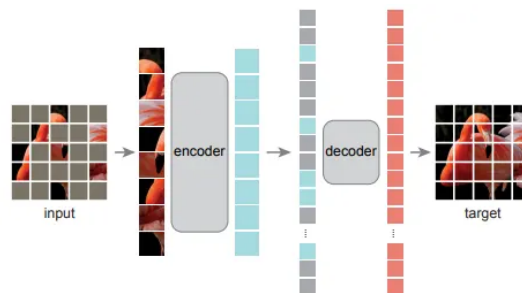 input
encoder
decoder
target